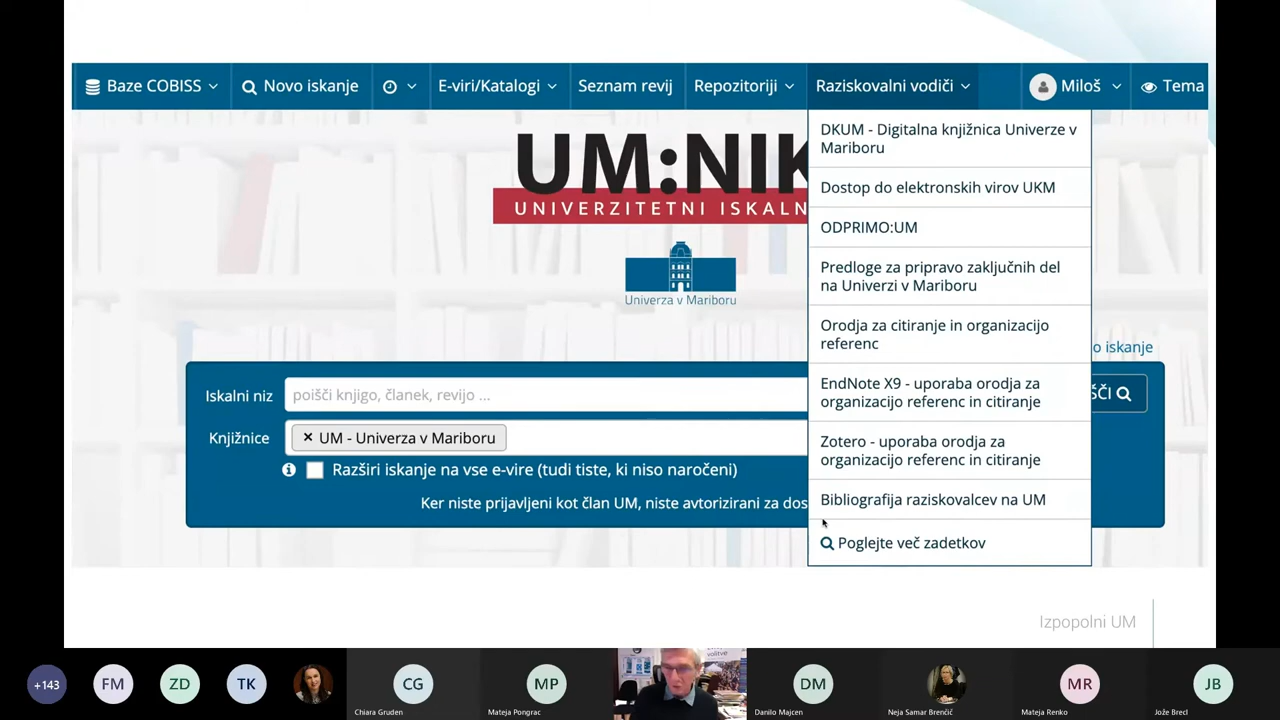 Baze COBISS
Novo iskanje
E-viri/Katalogi
Seznam revij
Repozitoriji
Raziskovalni vodiči
Miloš
Tema
DKUM - Digitalna knjižnica Univerze v
Mariboru
Dostop do elektronskih virov UKM
ODPRIMO:UM
Predloge za pripravo zaključnih del
na Univerzi v Mariboru
Orodja za citiranje in organizacijo
referenc
EndNote X9 - uporaba orodja za
organizacijo referenc in citiranje
Zotero - uporaba orodja za
organizacijo referenc in citiranje
Bibliografija raziskovalcev na UM
Poglejte več zadetkov
UM:NIK
UNIVERZITETNI ISKALN
Univerza v Mariboru
o iskanje
Iskalni niz
poišči knjigo, članek, revijo ...
ŠČI
Knjižnice
× UM - Univerza v Mariboru
Razširi iskanje na vse e-vire (tudi tiste, ki niso naročeni)
Ker niste prijavljeni kot član UM, niste avtorizirani za dos
Izpopolni UM
+143
FM
ZD
TK
CG
Chiara Gruden
MP
Mateja Pongrac
DM
Danilo Majcen
Neja Samar Brenčič
MR
Mateja Renko
JB
Jože Brecl